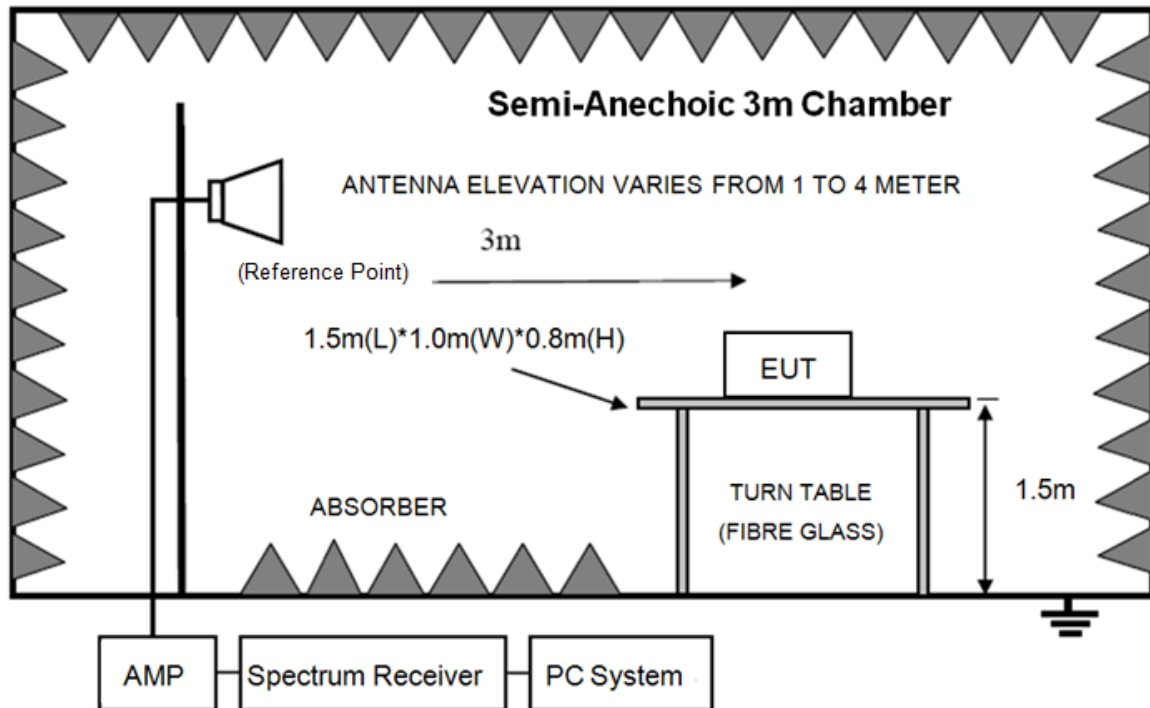 Semi-Anechoic 3m Chamber
ANTENNA ELEVATION VARIES FROM 1 TO 4 METER
3m
(Reference Point)
1.5m(L)*1.0m(W)*0.8m(H)
EUT
1.5m
TURN TABLE
(FIBRE GLASS)
ABSORBER
AMP
Spectrum Receiver
PC System